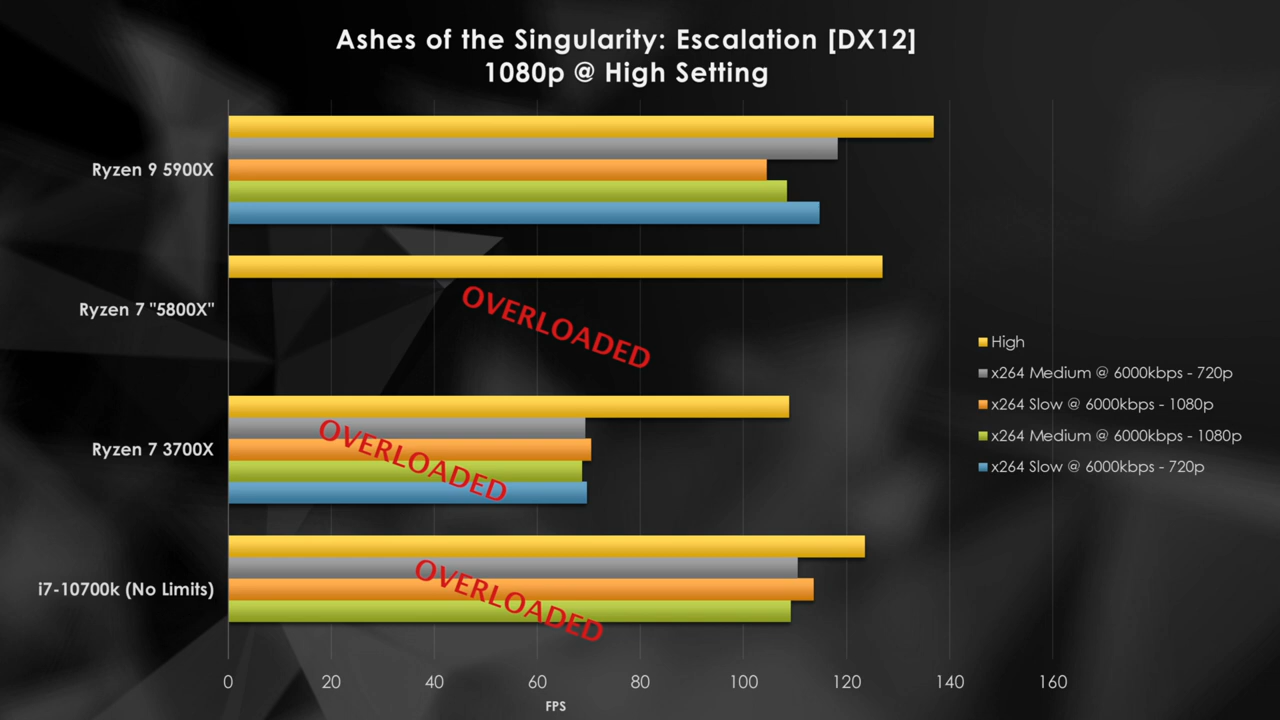 Ashes of the Singularity: Escalation [DX12]
1080p @ High Setting
Ryzen 9 5900X
Ryzen 7 "5800X"
OVERLOADED
Ryzen 7 3700X
OVERLOADED
i7-10700k (No Limits)
OVERLOADED
High
x264 Medium @ 6000kbps - 720p
x264 Slow @ 6000kbps - 1080p
x264 Medium @ 6000kbps - 1080p
x264 Slow @ 6000kbps - 720p
0 20 40 60 80 100 120 140 160
FPS